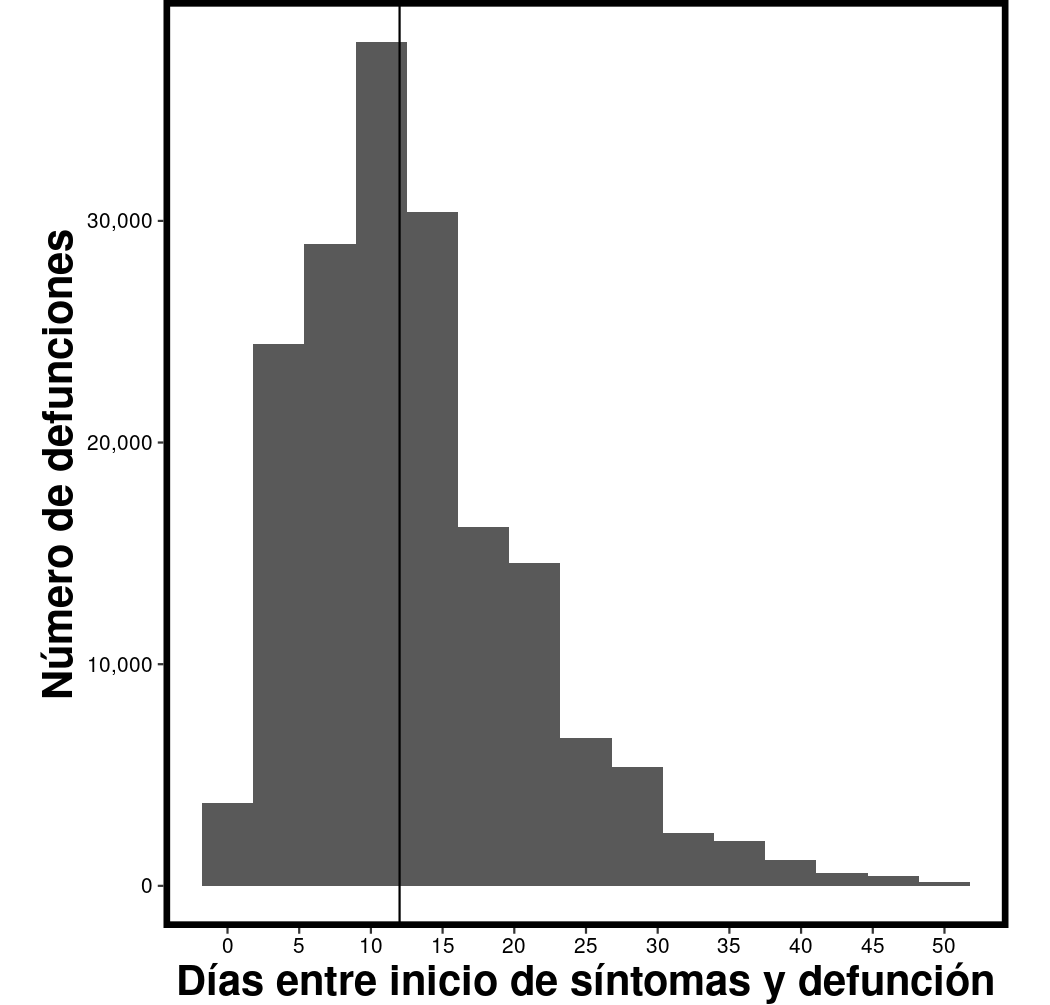 Número de defunciones
30,000
20,000
10,000
0
0 5 10 15 20 25 30 35 40 45 50
Días entre inicio de síntomas y defunción